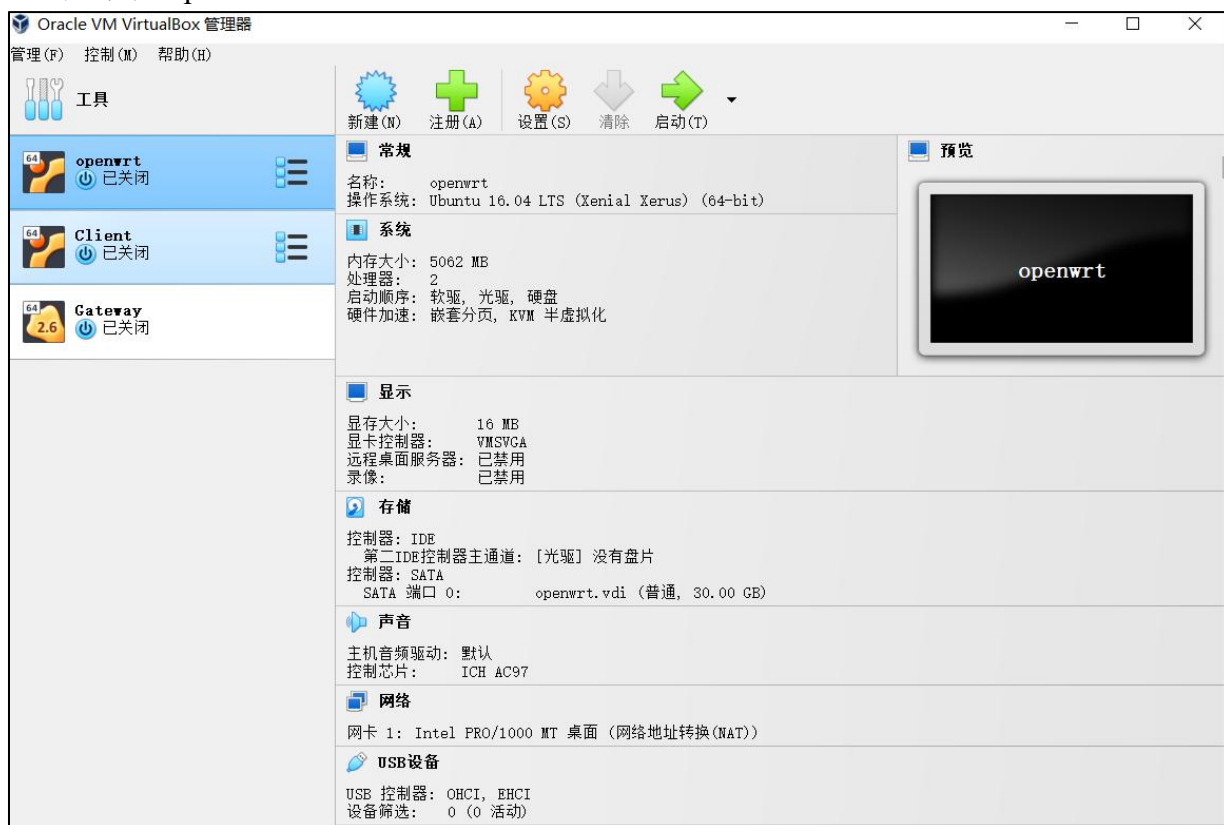 Oracle VM VirtualBox 管理器
管理(F) 控制(M) 帮助(H)
工具
新建(N) 注册(A) 设置(S) 清除 启动(T)
64
openwrt
已关闭
64
Client
已关闭
64
2.6
Gateway
已关闭
常规
名称: openwrt
操作系统: Ubuntu 16.04 LTS (Xenial Xerus) (64-bit)
预览
openwrt
系统
内存大小: 5062 MB
处理器: 2
启动顺序: 软驱, 光驱, 硬盘
硬件加速: 嵌套分页, KVM 半虚拟化
显示
显存大小: 16 MB
显卡控制器: VMSVGA
远程桌面服务器: 已禁用
录像: 已禁用
存储
控制器: IDE
第二IDE控制器主通道: [光驱] 没有盘片
控制器: SATA
SATA 端口 0: openwrt.vdi (普通, 30.00 GB)
声音
主机音频驱动: 默认
控制芯片: ICH AC97
网络
网卡 1: Intel PRO/1000 MT 桌面 (网络地址转换(NAT))
USB设备
USB 控制器: OHCI, EHCI
设备筛选: 0 (0 活动)